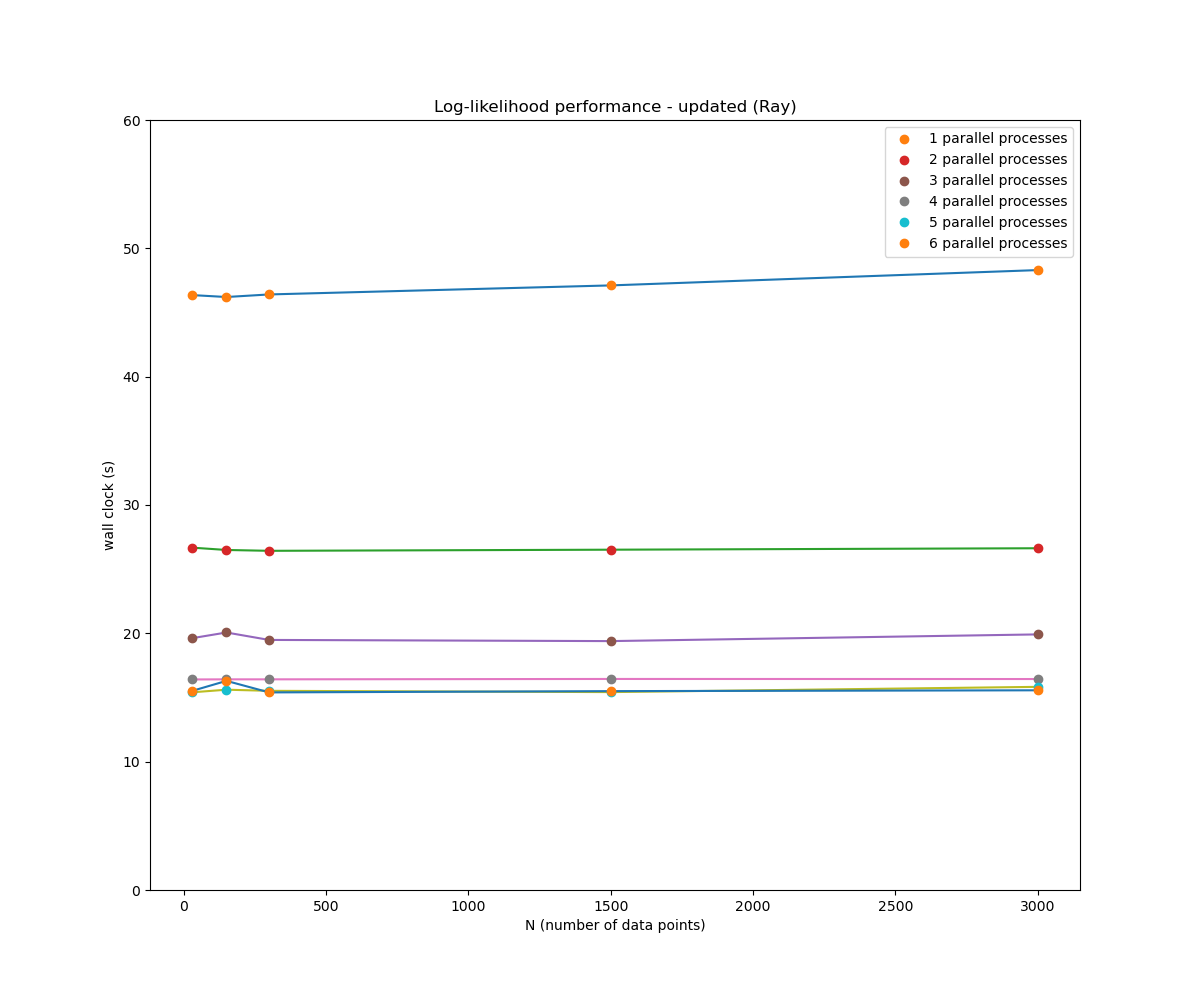 Log-likelihood performance - updated (Ray)
60
50
40
30
20
10
0
wall clock (s)
1 parallel processes
2 parallel processes
3 parallel processes
4 parallel processes
5 parallel processes
6 parallel processes
0 500 1000 1500 2000 2500 3000
N (number of data points)